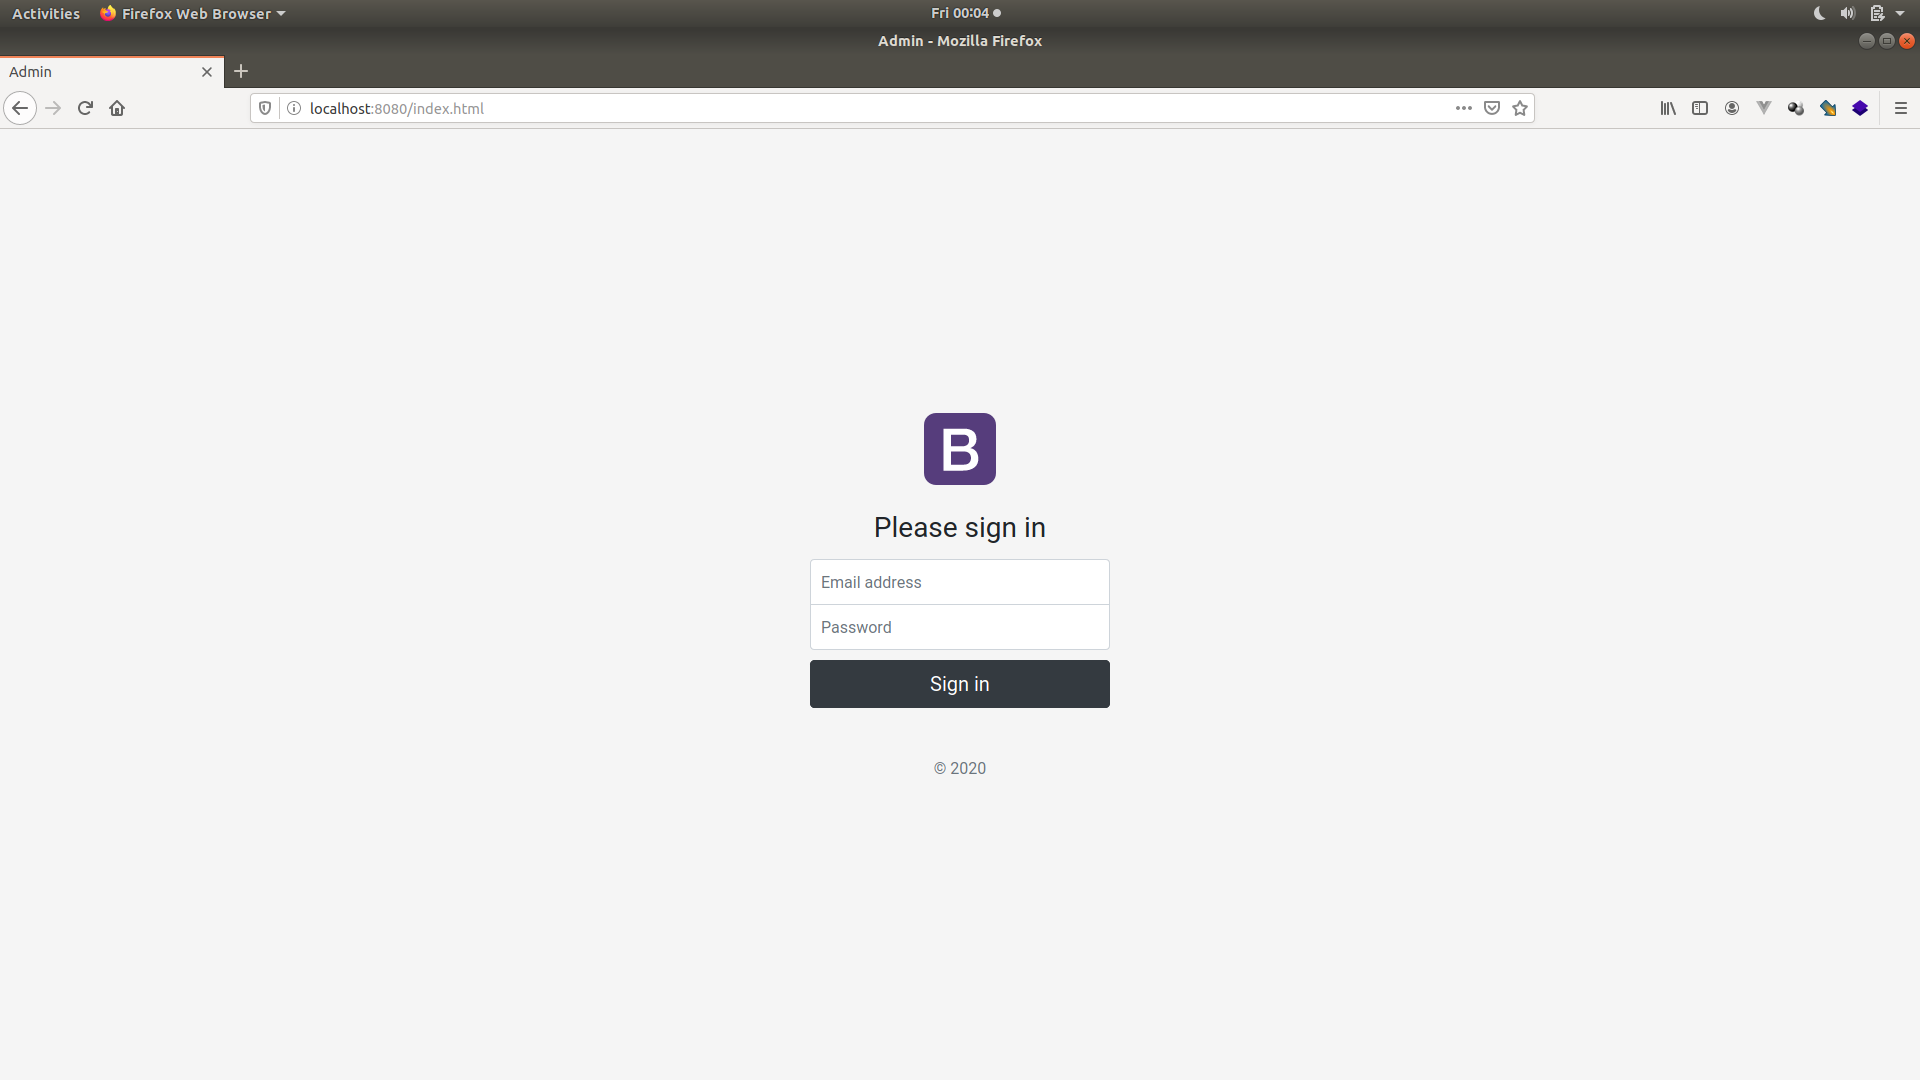 Activities Firefox Web Browser Fri 00:04
Admin - Mozilla Firefox
Admin
localhost:8080/index.html
B
Please sign in
Email address
Password
Sign in
© 2020